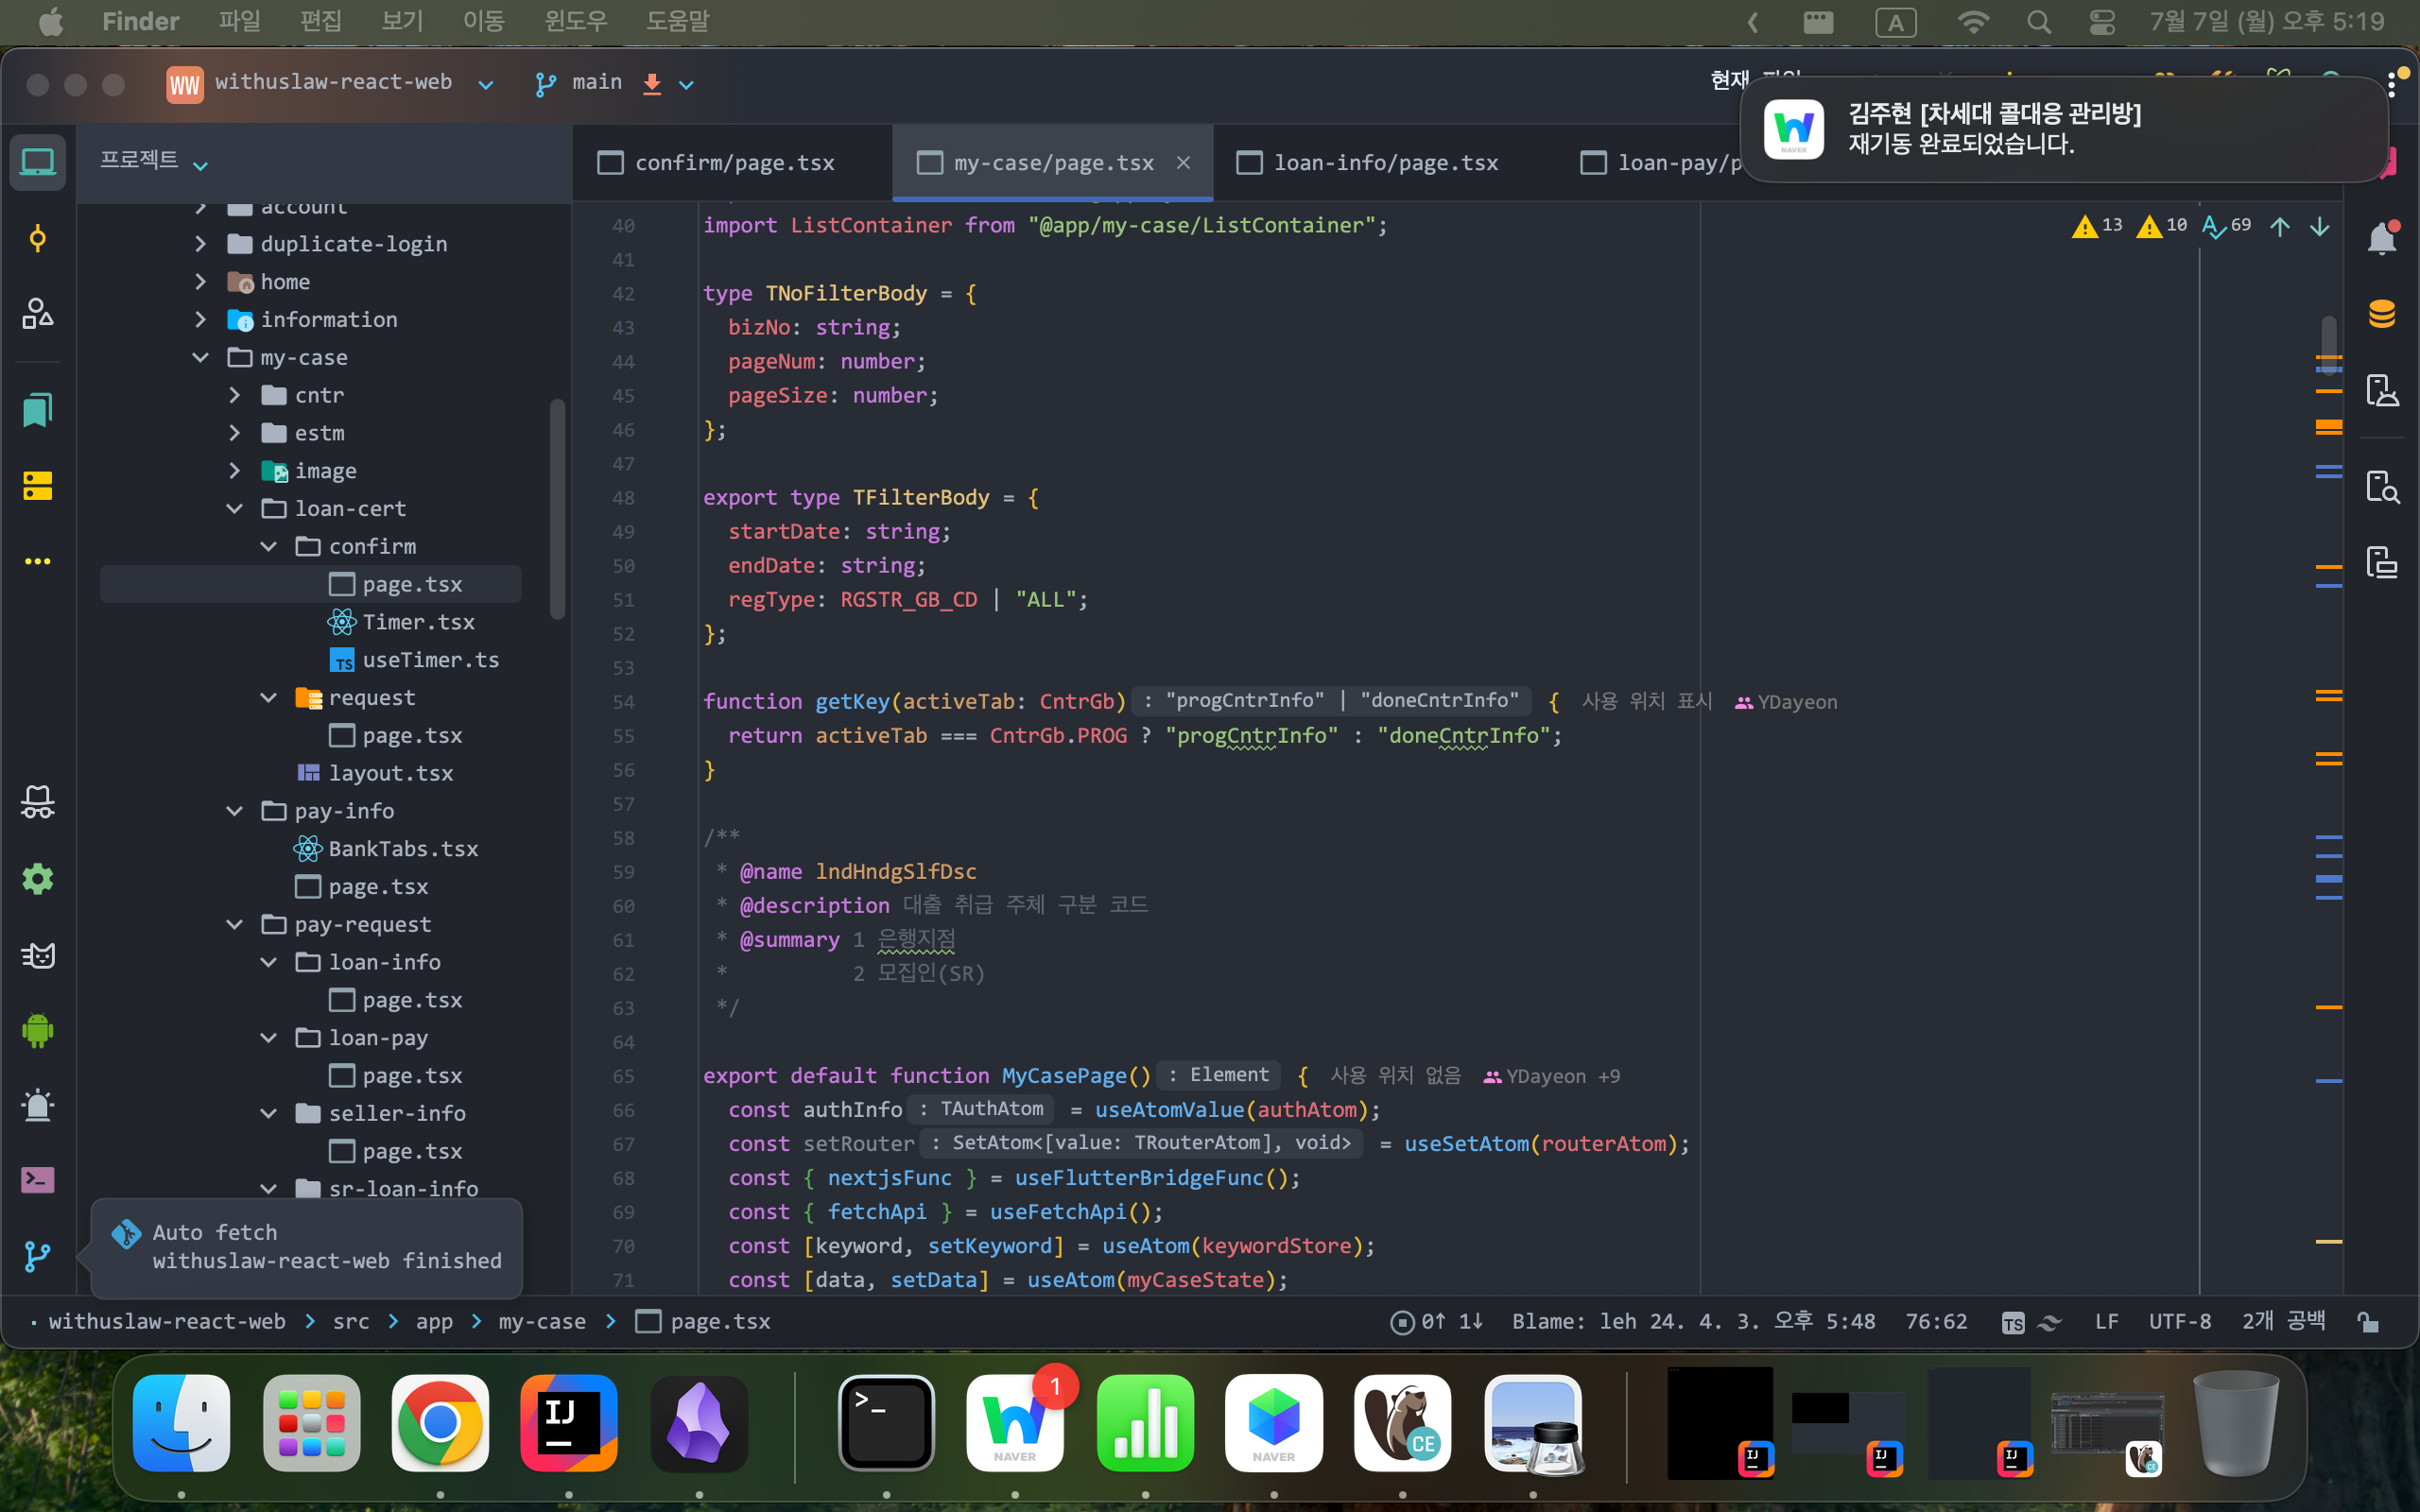 Finder 파일 편집 보기 이동 윈도우 도움말
A 7월 7일 (월) 오후 5:19
WW withuslaw-react-web main
현재
김주현 [차세대 콜대응 관리방]
재기동 완료되었습니다.
NAVER
프로젝트
confirm/page.tsx my-case/page.tsx loan-info/page.tsx loan-pay/p
account
duplicate-login
home
information
my-case
cntr
estm
image
loan-cert
confirm
page.tsx
Timer.tsx
TS useTimer.ts
request
page.tsx
layout.tsx
pay-info
BankTabs.tsx
page.tsx
pay-request
loan-info
page.tsx
loan-pay
page.tsx
seller-info
page.tsx
sr-loan-info
Auto fetch
withuslaw-react-web finished
13 10 69
40 import ListContainer from "@app/my-case/ListContainer";
41
42 type TNoFilterBody = {
43 bizNo: string;
44 pageNum: number;
45 pageSize: number;
46 };
47
48 export type TFilterBody = {
49 startDate: string;
50 endDate: string;
51 regType: RGSTR_GB_CD | "ALL";
52 };
53
54 function getKey(activeTab: CntrGb) : "progCntrInfo" | "doneCntrInfo" { 사용 위치 표시 YDayeon
55 return activeTab === CntrGb.PROG ? "progCntrInfo" : "doneCntrInfo";
56 }
57
58 /**
59 * @name lndHndgSlfDsc
60 * @description 대출 취급 주체 구분 코드
61 * @summary 1 은행지점
62 * 2 모집인(SR)
63 */
64
65 export default function MyCasePage() : Element { 사용 위치 없음 YDayeon +9
66 const authInfo : TAuthAtom = useAtomValue(authAtom);
67 const setRouter : SetAtom<[value: TRouterAtom], void> = useSetAtom(routerAtom);
68 const { nextjsFunc } = useFlutterBridgeFunc();
69 const { fetchApi } = useFetchApi();
70 const [keyword, setKeyword] = useAtom(keywordStore);
71 const [data, setData] = useAtom(myCaseState);
withuslaw-react-web > src > app > my-case > page.tsx
0↑ 1↓ Blame: leh 24. 4. 3. 오후 5:48 76:62 TS LF UTF-8 2개 공백
IJ
>_
1
NAVER
NAVER
CE
IJ
IJ
IJ